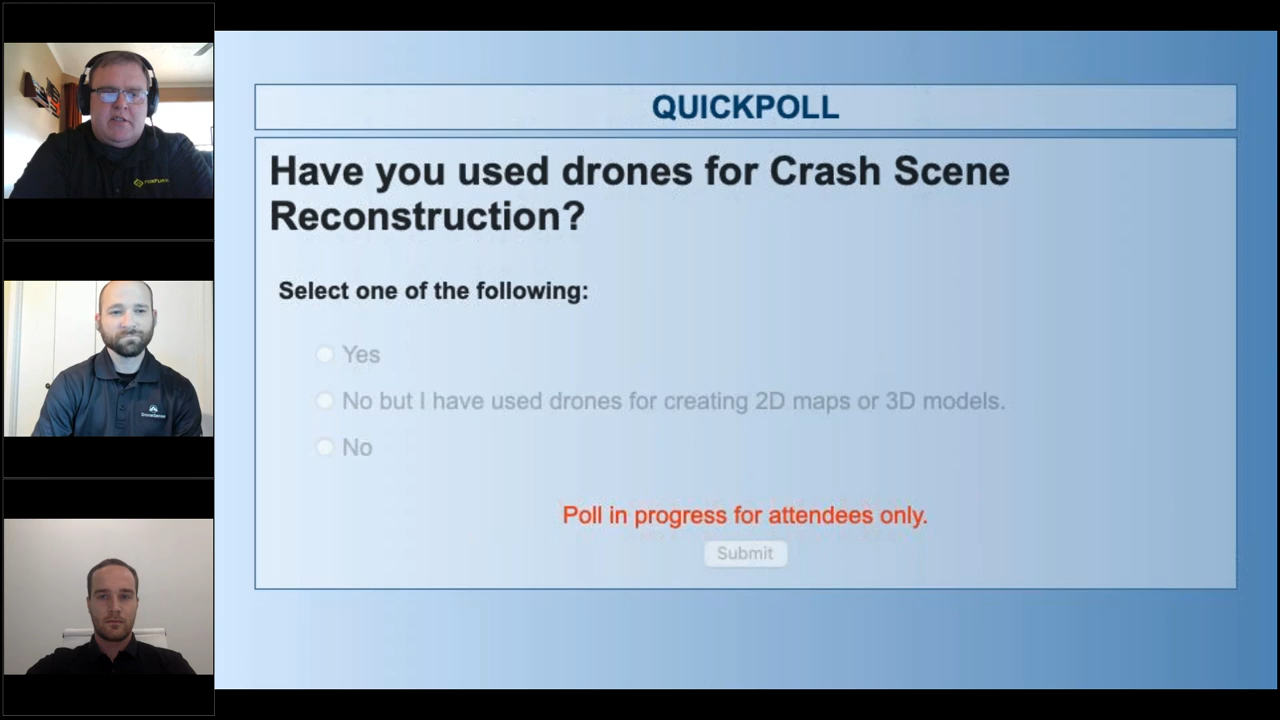 QUICKPOLL
Have you used drones for Crash Scene
Reconstruction?
Select one of the following:
Yes
No but I have used drones for creating 2D maps or 3D models.
No
Poll in progress for attendees only.
Submit
DroneSense